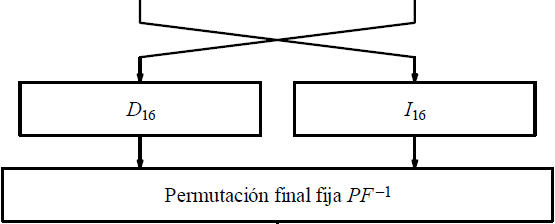 D₁₆ I₁₆
Permutación final fija PF⁻¹